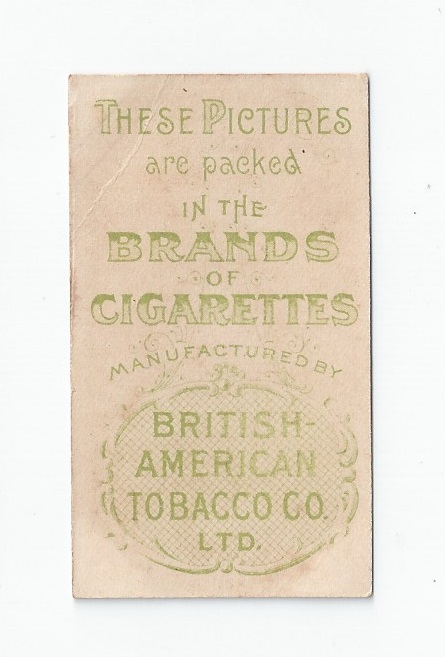 THESE PICTURES
are packed
IN THE
BRANDS
OF
CIGARETTES
MANUFACTURED BY
BRITISH-
AMERICAN
TOBACCO CO.
LTD.